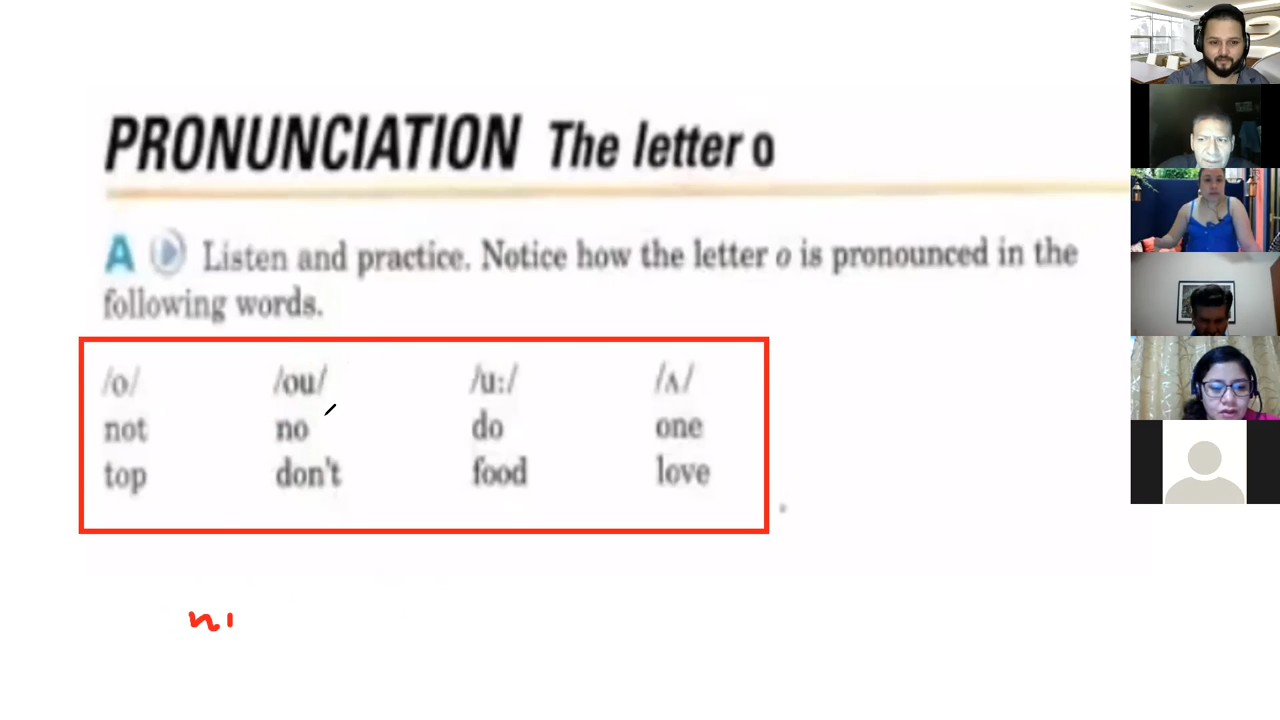 PRONUNCIATION The letter o
A Listen and practice. Notice how the letter o is pronounced in the
following words.
/o/ /ou/ /u:/ /ʌ/
not no do one
top don't food love